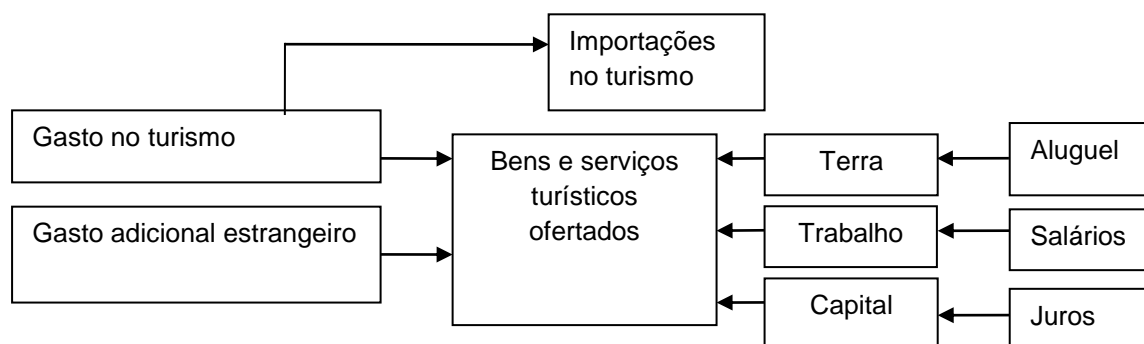 Importações
no turismo
Gasto no turismo
Gasto adicional estrangeiro
Bens e serviços
turísticos
ofertados
Terra
Aluguel
Trabalho
Salários
Capital
Juros